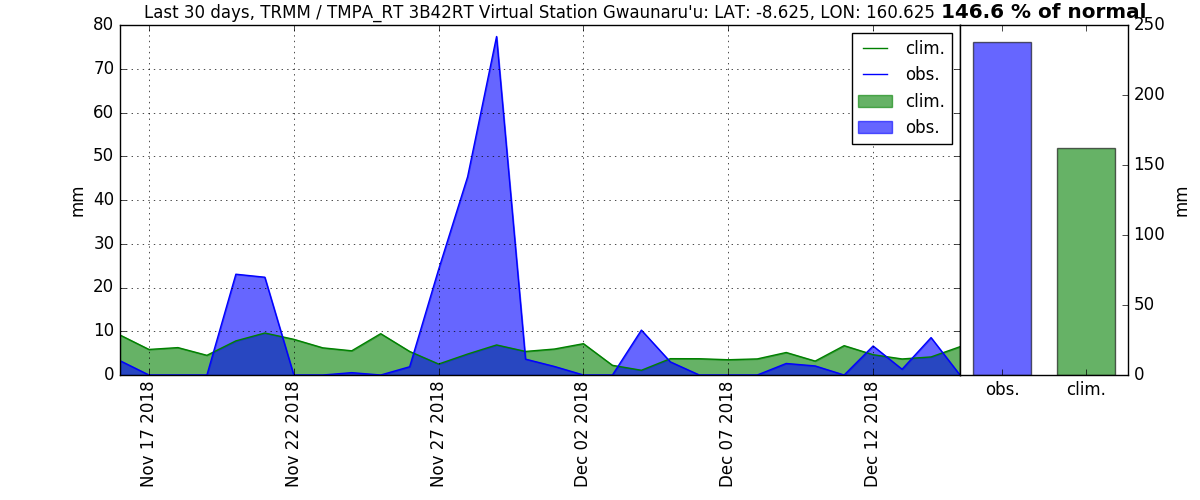 Last 30 days, TRMM / TMPA_RT 3B42RT Virtual Station Gwaunaru'u: LAT: -8.625, LON: 160.625 146.6 % of normal
80
70
60
50
40
30
20
10
0
mm
clim.
obs.
clim.
obs.
Nov 17 2018
Nov 22 2018
Nov 27 2018
Dec 02 2018
Dec 07 2018
Dec 12 2018
250
200
150
100
50
0
mm
obs. clim.